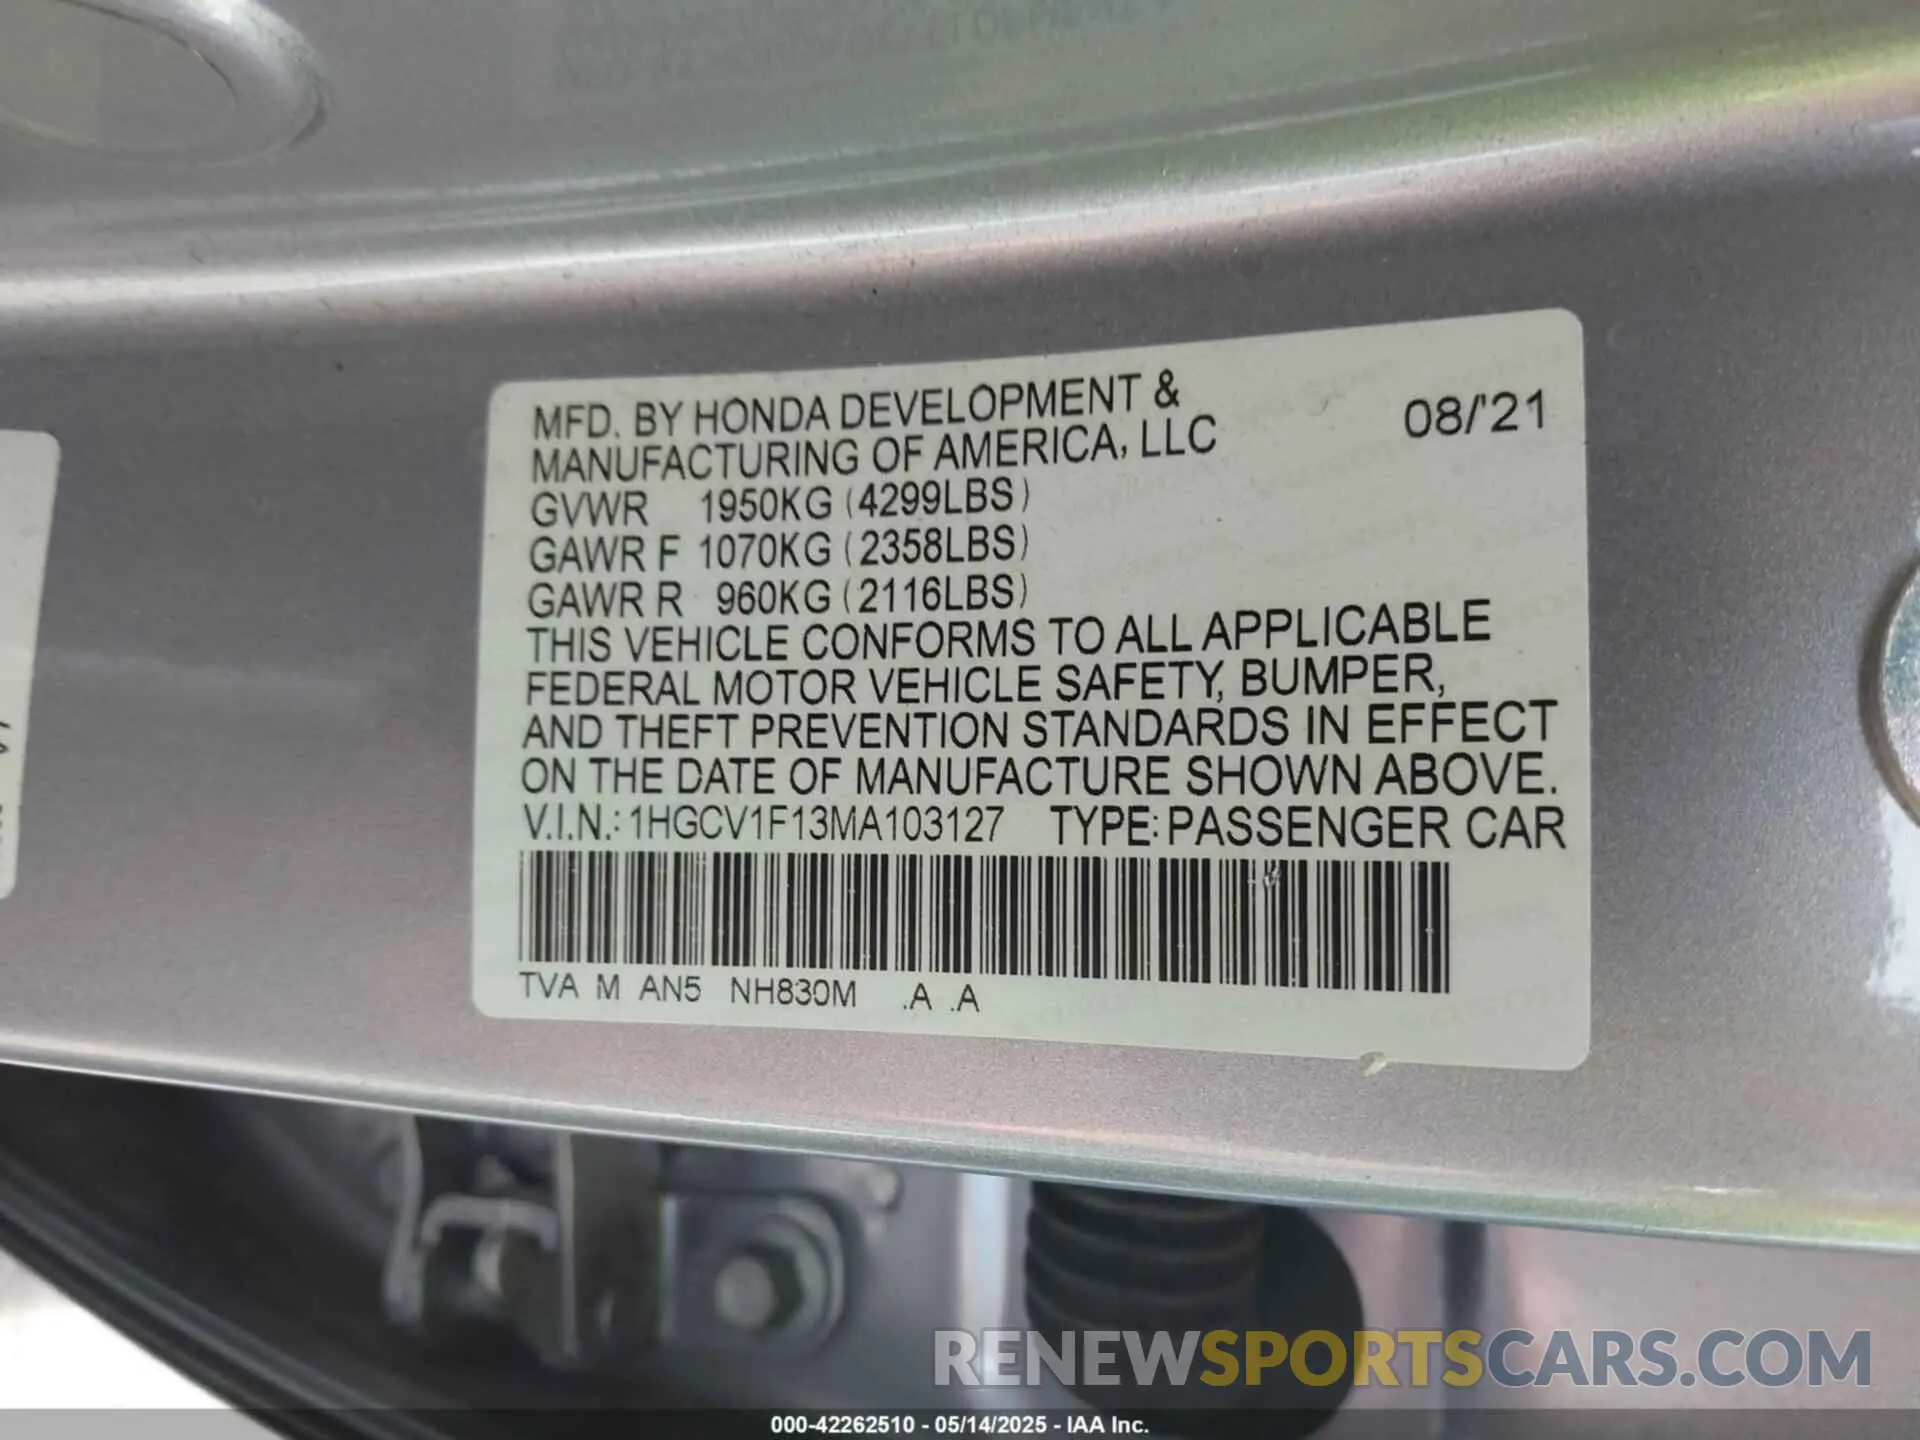 MFD. BY HONDA DEVELOPMENT &
MANUFACTURING OF AMERICA, LLC
08/'21
GVWR 1950KG (4299LBS)
GAWR F 1070KG (2358LBS)
GAWR R 960KG (2116LBS)
THIS VEHICLE CONFORMS TO ALL APPLICABLE
FEDERAL MOTOR VEHICLE SAFETY, BUMPER,
AND THEFT PREVENTION STANDARDS IN EFFECT
ON THE DATE OF MANUFACTURE SHOWN ABOVE.
V.I.N.: 1HGCV1F13MA103127 TYPE: PASSENGER CAR
TVA M AN5 NH830M .A .A
RENEWSPORTSCARS.COM
000-42262510 - 05/14/2025 - IAA Inc.